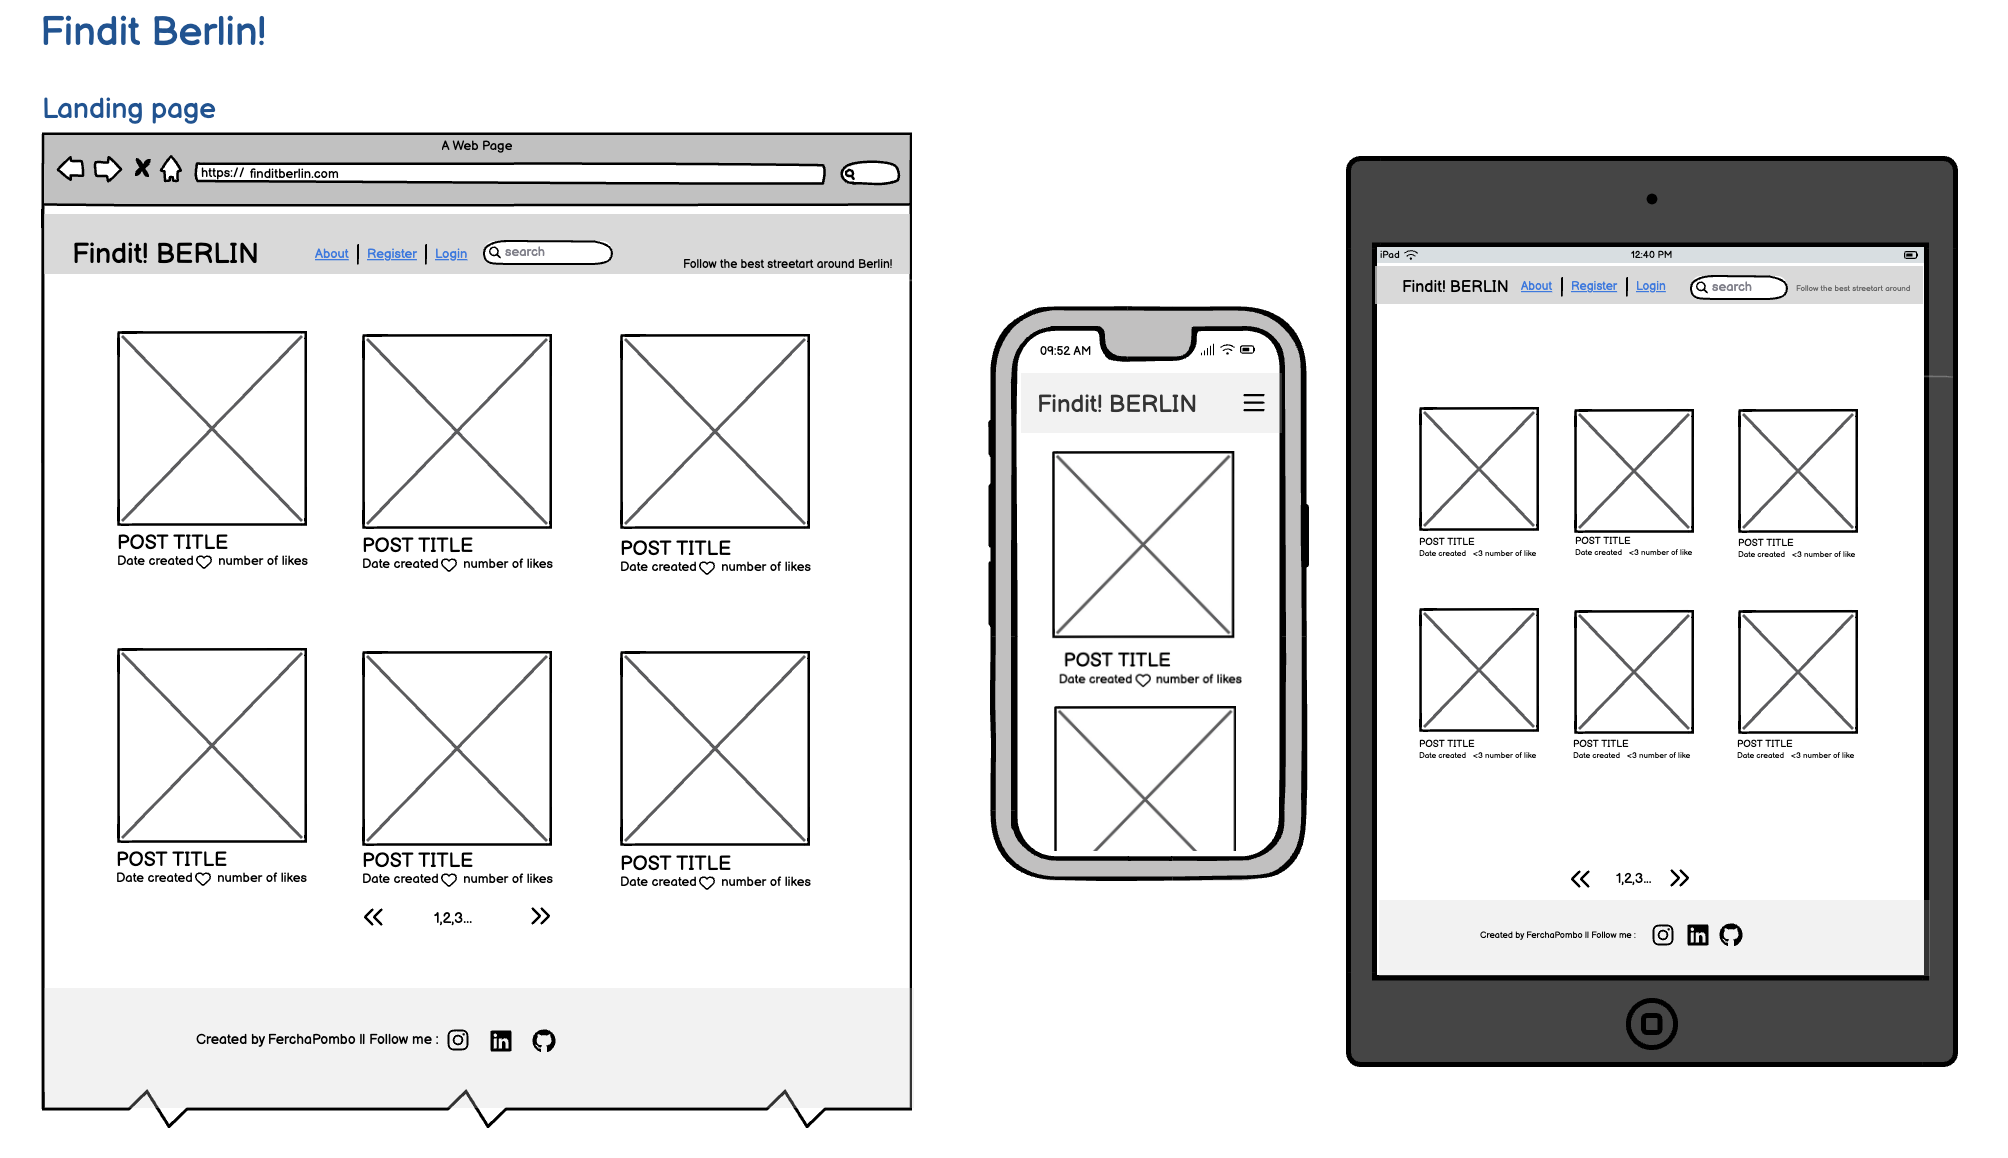 Findit Berlin!
Landing page
A Web Page
https:// finditberlin.com
Findit! BERLIN
About
Register
Login
search
Follow the best streetart around Berlin!
POST TITLE
Date created number of likes
POST TITLE
Date created number of likes
POST TITLE
Date created number of likes
POST TITLE
Date created number of likes
POST TITLE
Date created number of likes
POST TITLE
Date created number of likes
1,2,3...
Created by FerchaPombo || Follow me :
in
09:52 AM
Findit! BERLIN
POST TITLE
Date created number of likes
iPad
12:40 PM
Findit! BERLIN
About
Register
Login
search
Follow the best streetart around
POST TITLE
Date created <3 number of like
POST TITLE
Date created <3 number of like
POST TITLE
Date created <3 number of like
POST TITLE
Date created <3 number of like
POST TITLE
Date created <3 number of like
POST TITLE
Date created <3 number of like
1,2,3...
Created by FerchaPombo || Follow me :
in